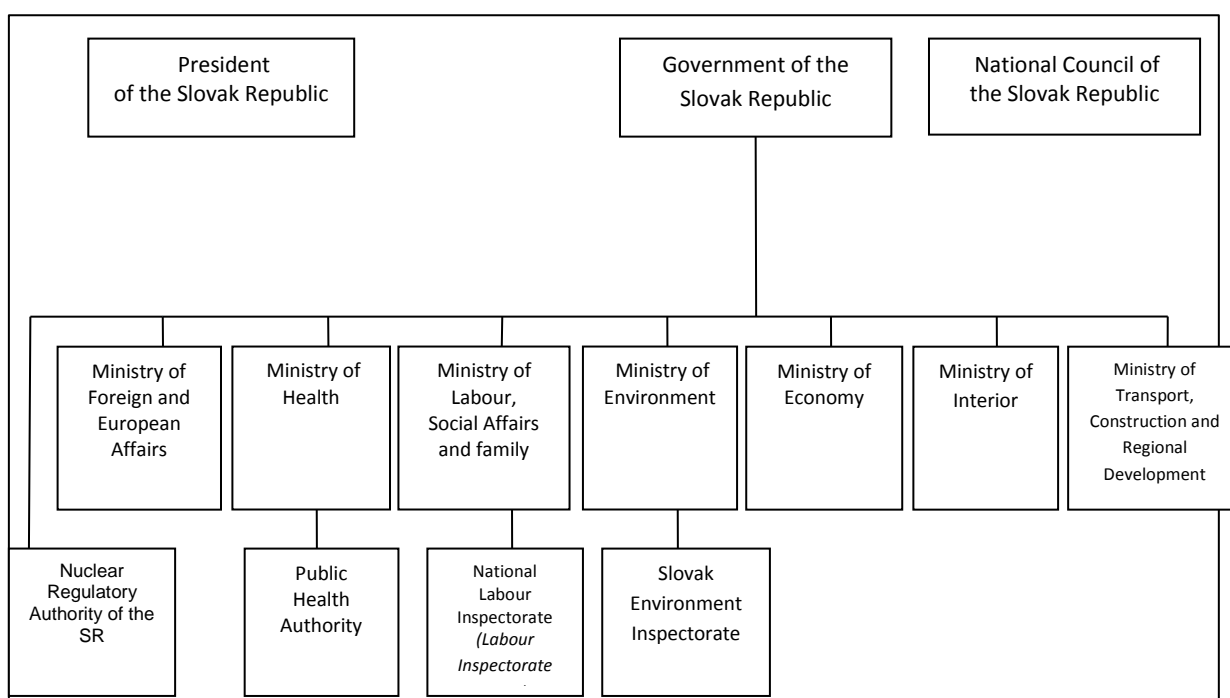 President
of the Slovak Republic
Government of the
Slovak Republic
National Council of
the Slovak Republic
Ministry of
Foreign and
European
Affairs
Ministry of
Health
Ministry of
Labour,
Social Affairs
and family
Ministry of
Environment
Ministry of
Economy
Ministry of
Interior
Ministry of
Transport,
Construction and
Regional
Development
Nuclear
Regulatory
Authority of the
SR
Public
Health
Authority
National
Labour
Inspectorate
(Labour
Inspectorate
Slovak
Environment
Inspectorate